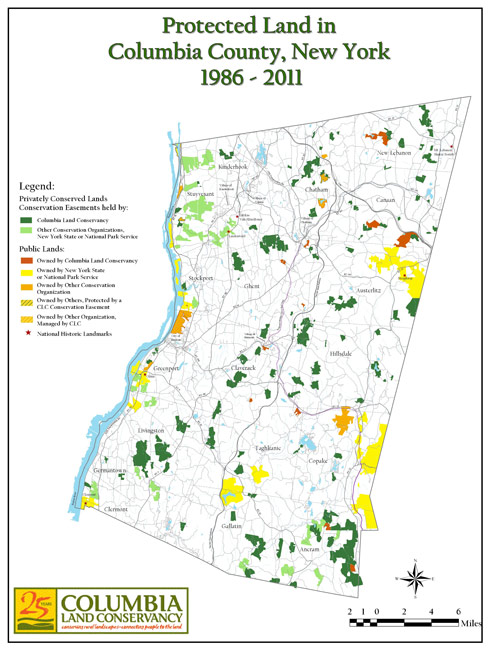 Protected Land in
Columbia County, New York
1986 - 2011
Legend:
Privately Conserved Lands
Conservation Easements held by:
Columbia Land Conservancy
Other Conservation Organizations,
New York State or National Park Service
Public Lands:
Owned by Columbia Land Conservancy
Owned by New York State
or National Park Service
Owned by Other Conservation
Organization
Owned by Others, Protected by a
CLC Conservation Easement
Owned by Other Organization,
Managed by CLC
National Historic Landmarks
New Lebanon
Kinderhook
Stuyvesant
Chatham
Canaan
Stockport
Ghent
Austerlitz
Greenport
Claverack
Hillsdale
Livingston
Taghkanic
Copake
Germantown
Clermont
Gallatin
Ancram
N
2 1 0 2 4 6
Miles
25 YEARS
COLUMBIA
LAND CONSERVANCY
conserving rural landscapes~connecting people to the land